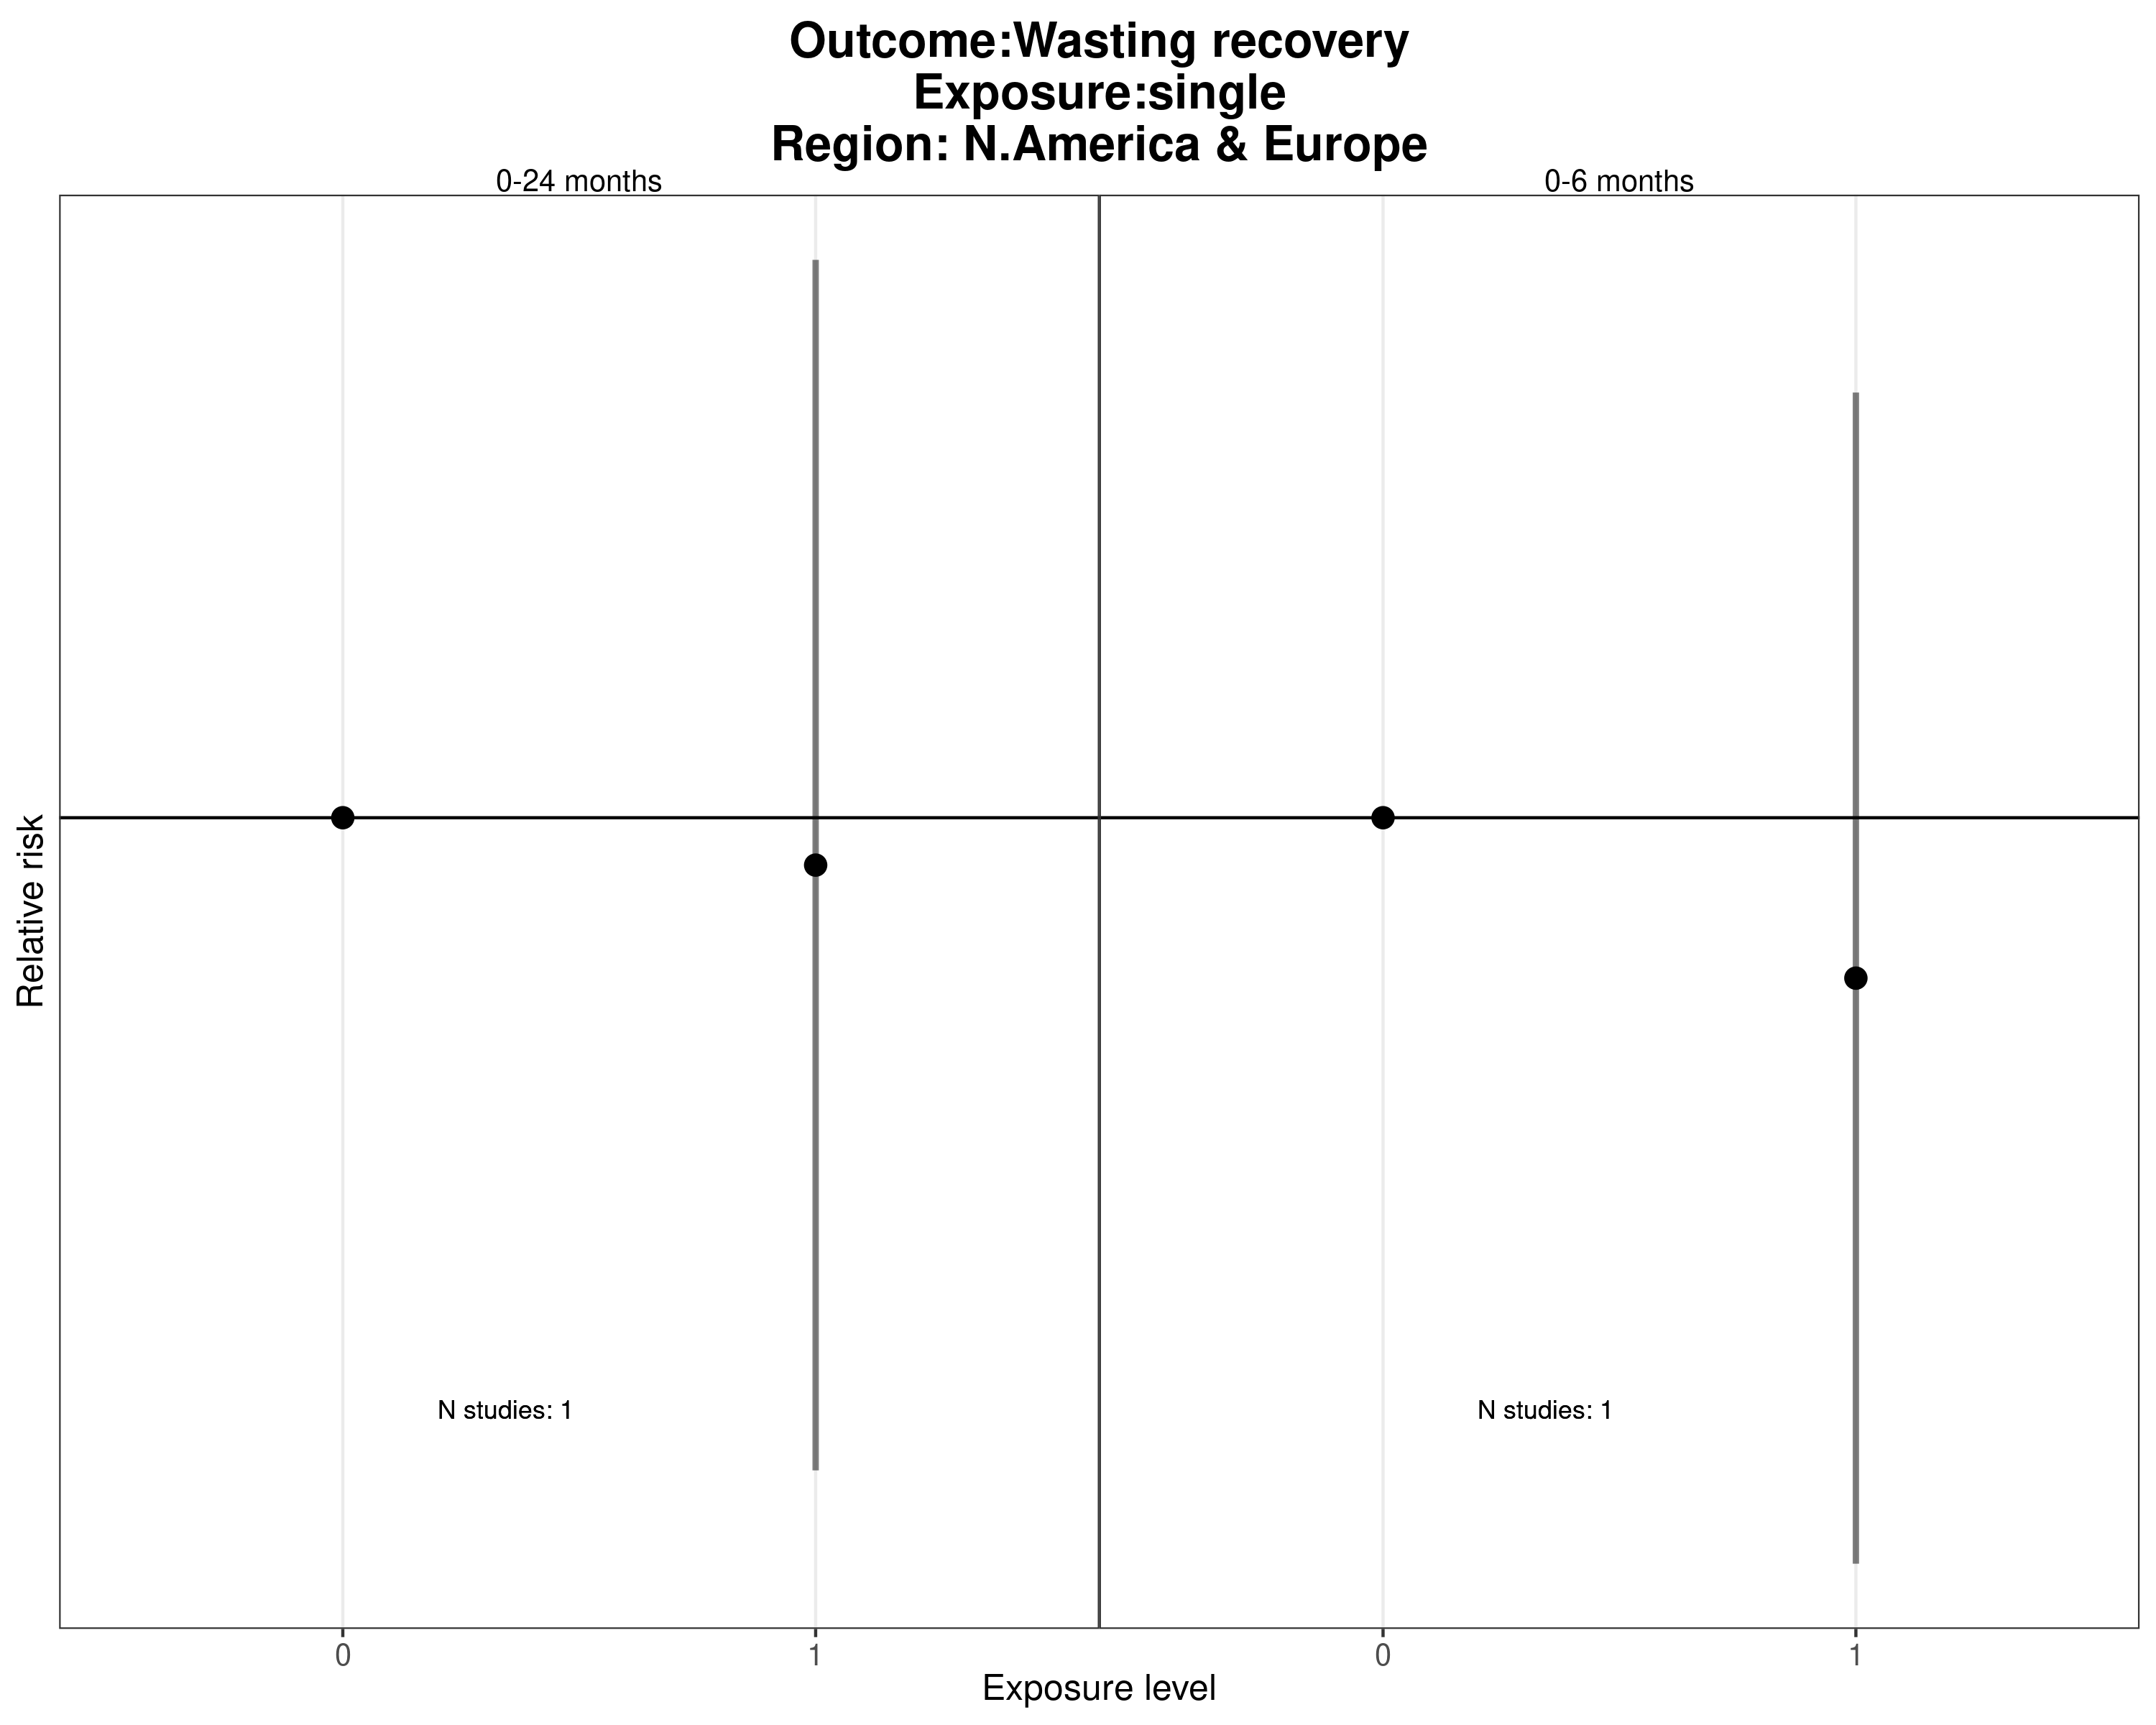 Outcome:Wasting recovery
Exposure:single
Region: N.America & Europe
0-24 months
0-6 months
Relative risk
N studies: 1
N studies: 1
0
1
0
1
Exposure level